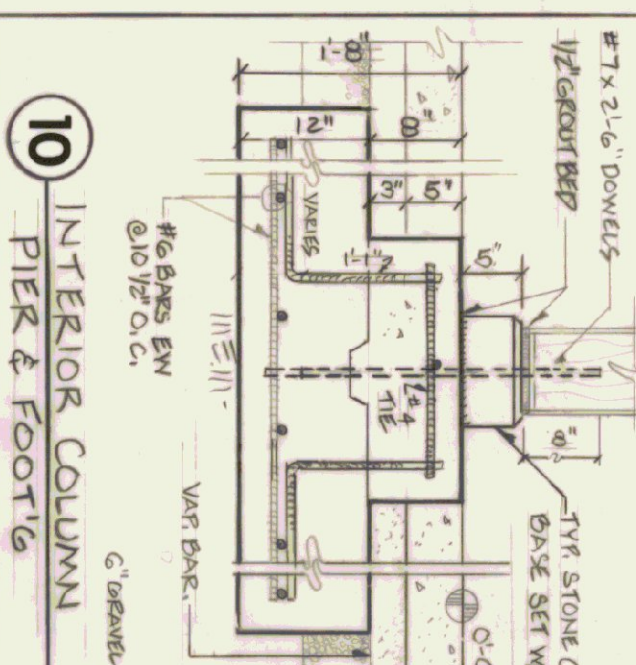 #7 x 2'-6" DOWELS
1/2" GROUT BED
1'-8"
12"
8"
3"
5"
5"
8"
VARIES
1'-1"
#4
TIE
#6 BARS EW
@ 10 1/2" O.C.
TYP. STONE
BASE SET
VAP. BAR.
6" GRAVEL
10
INTERIOR COLUMN
PIER & FOOT'G